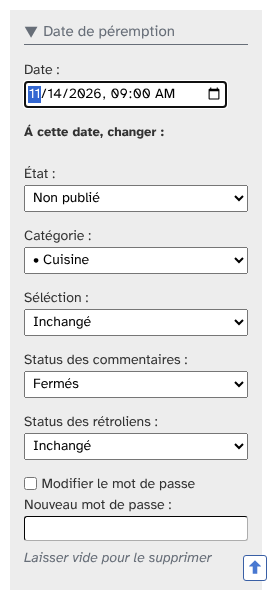 ▼ Date de péremption
Date :
11/14/2026, 09:00 AM
Á cette date, changer :
État :
Non publié
Catégorie :
• Cuisine
Séléction :
Inchangé
Status des commentaires :
Fermés
Status des rétroliens :
Inchangé
Modifier le mot de passe
Nouveau mot de passe :
Laisser vide pour le supprimer